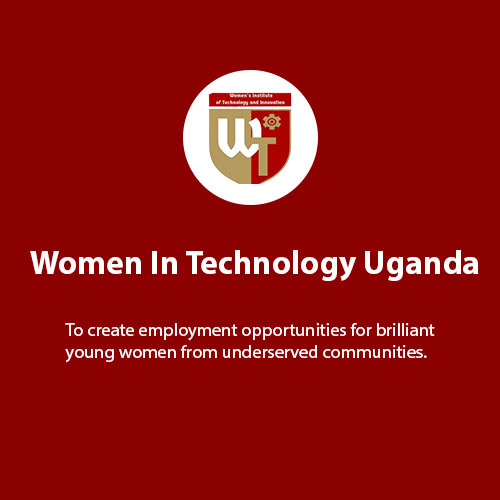 Women's Institute
of Technology and Innovation
WT
Women In Technology Uganda
To create employment opportunities for brilliant
young women from underserved communities.